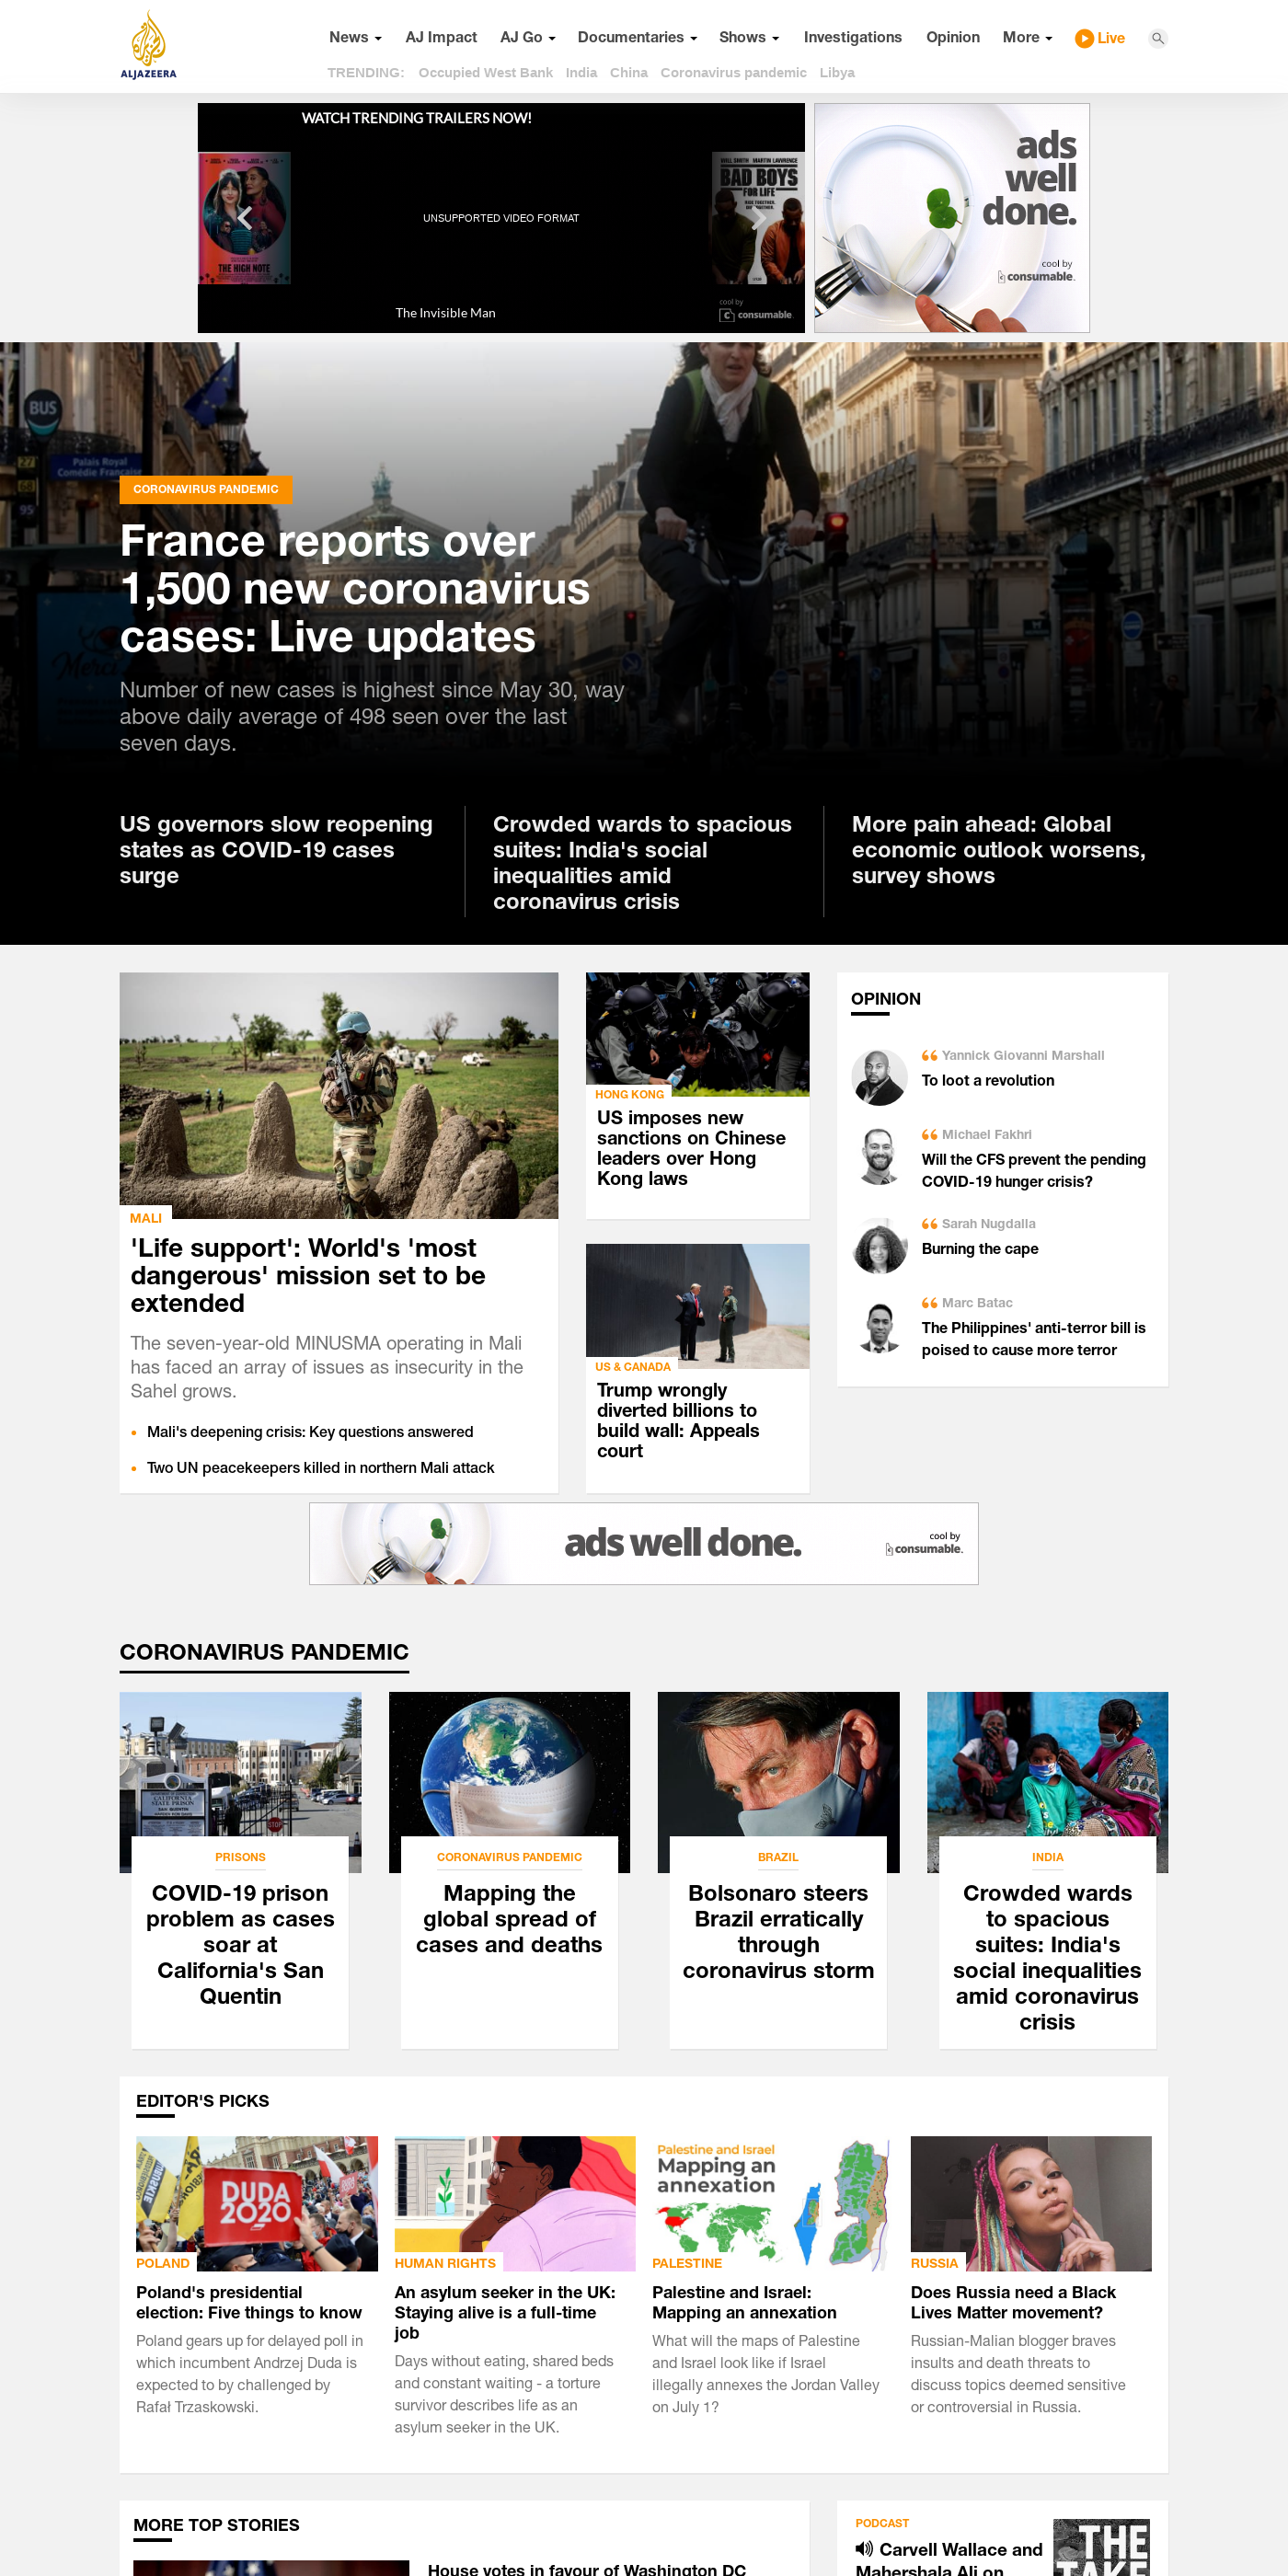 ALJAZEERA
News AJ Impact AJ Go Documentaries Shows Investigations Opinion More Live
TRENDING: Occupied West Bank India China Coronavirus pandemic Libya
WATCH TRENDING TRAILERS NOW!
UNSUPPORTED VIDEO FORMAT
THE HIGH NOTE
WILL SMITH MARTIN LAWRENCE
BAD BOYS
FOR LIFE
The Invisible Man
cool by
consumable.
ads
well
done.
cool by
consumable.
BUS
27
95
Palais Royal
Comédie Française
CORONAVIRUS PANDEMIC
France reports over
1,500 new coronavirus
cases: Live updates
Merci
Number of new cases is highest since May 30, way
above daily average of 498 seen over the last
seven days.
US governors slow reopening
states as COVID-19 cases
surge
Crowded wards to spacious
suites: India's social
inequalities amid
coronavirus crisis
More pain ahead: Global
economic outlook worsens,
survey shows
MALI
'Life support': World's 'most
dangerous' mission set to be
extended
The seven-year-old MINUSMA operating in Mali
has faced an array of issues as insecurity in the
Sahel grows.
Mali's deepening crisis: Key questions answered
Two UN peacekeepers killed in northern Mali attack
HONG KONG
US imposes new
sanctions on Chinese
leaders over Hong
Kong laws
US & CANADA
Trump wrongly
diverted billions to
build wall: Appeals
court
OPINION
Yannick Giovanni Marshall
To loot a revolution
Michael Fakhri
Will the CFS prevent the pending
COVID-19 hunger crisis?
Sarah Nugdalla
Burning the cape
Marc Batac
The Philippines' anti-terror bill is
poised to cause more terror
ads well done.
cool by
consumable.
CORONAVIRUS PANDEMIC
CALIFORNIA
STATE PRISON
SAN QUENTIN
STOP
PRISONS
COVID-19 prison
problem as cases
soar at
California's San
Quentin
CORONAVIRUS PANDEMIC
Mapping the
global spread of
cases and deaths
BRAZIL
Bolsonaro steers
Brazil erratically
through
coronavirus storm
INDIA
Crowded wards
to spacious
suites: India's
social inequalities
amid coronavirus
crisis
EDITOR'S PICKS
DUDA
2020
POLAND
Poland's presidential
election: Five things to know
Poland gears up for delayed poll in
which incumbent Andrzej Duda is
expected to by challenged by
Rafał Trzaskowski.
HUMAN RIGHTS
An asylum seeker in the UK:
Staying alive is a full-time
job
Days without eating, shared beds
and constant waiting - a torture
survivor describes life as an
asylum seeker in the UK.
Palestine and Israel
Mapping an
annexation
PALESTINE
Palestine and Israel:
Mapping an annexation
What will the maps of Palestine
and Israel look like if Israel
illegally annexes the Jordan Valley
on July 1?
RUSSIA
Does Russia need a Black
Lives Matter movement?
Russian-Malian blogger braves
insults and death threats to
discuss topics deemed sensitive
or controversial in Russia.
MORE TOP STORIES
House votes in favour of Washington DC
PODCAST
Carvell Wallace and
Mahershala Ali on
THE
TAKE